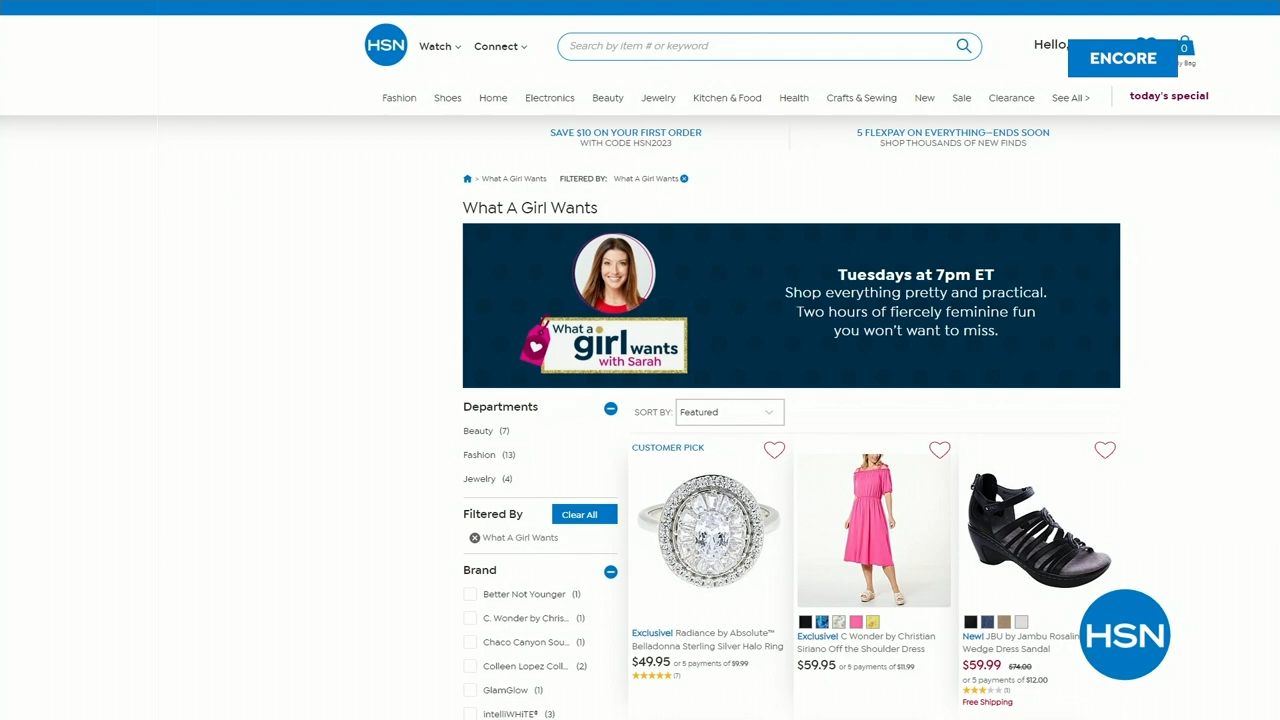 HSN
Watch
Connect
Search by item # or keyword
Hello,
ENCORE
0
Bag
Fashion Shoes Home Electronics Beauty Jewelry Kitchen & Food Health Crafts & Sewing New Sale Clearance See All > today's special
SAVE $10 ON YOUR FIRST ORDER
WITH CODE HSN2023
5 FLEXPAY ON EVERYTHING—ENDS SOON
SHOP THOUSANDS OF NEW FINDS
> What A Girl Wants FILTERED BY: What A Girl Wants
What A Girl Wants
What a
girl wants
with Sarah
Tuesdays at 7pm ET
Shop everything pretty and practical.
Two hours of fiercely feminine fun
you won't want to miss.
Departments
Beauty (7)
Fashion (13)
Jewelry (4)
Filtered By Clear All
What A Girl Wants
Brand
Better Not Younger (1)
C. Wonder by Chris... (1)
Chaco Canyon Sou... (1)
Colleen Lopez Coll... (2)
GlamGlow (1)
intelliWHiTE® (3)
SORT BY: Featured
CUSTOMER PICK
Exclusive! Radiance by Absolute™
Belladonna Sterling Silver Halo Ring
$49.95 or 5 payments of $9.99
(7)
Exclusive! C Wonder by Christian
Siriano Off the Shoulder Dress
$59.95 or 5 payments of $11.99
New! JBU by Jambu Rosalin
Wedge Dress Sandal
$59.99 $74.00
or 5 payments of $12.00
Free Shipping
HSN